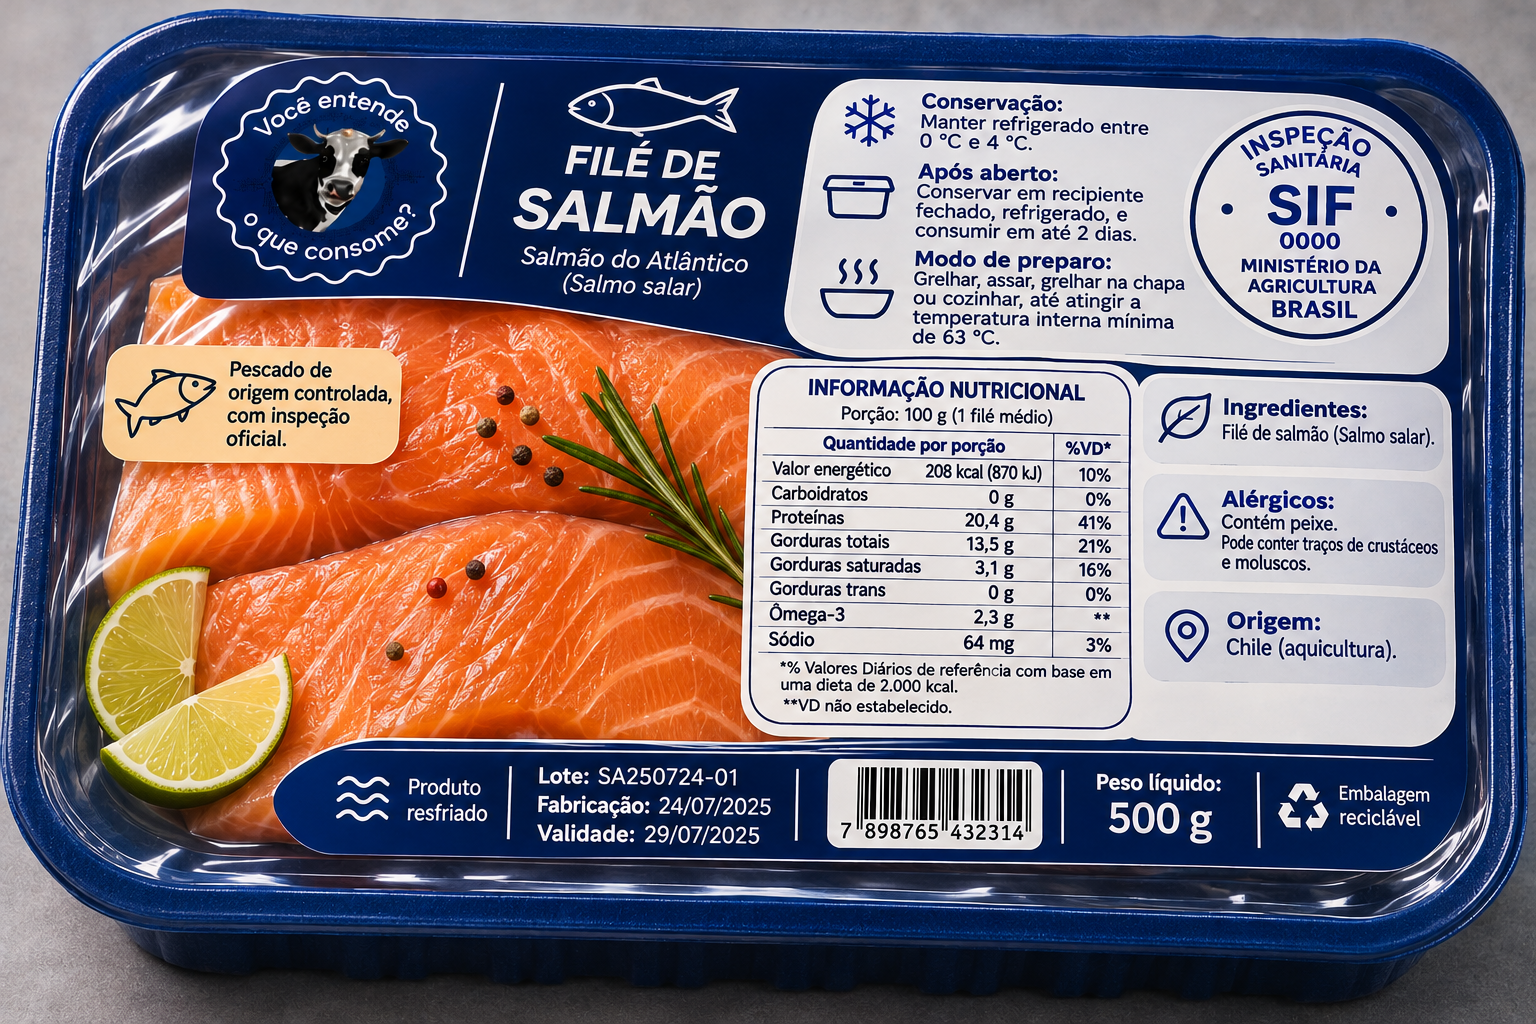 Você entende
o que consome?
FILÉ DE
SALMÃO
Salmão do Atlântico
(Salmo salar)
Conservação:
Manter refrigerado entre
0 °C e 4 °C.
Após aberto:
Conservar em recipiente
fechado, refrigerado, e
consumir em até 2 dias.
Modo de preparo:
Grelhar, assar, grelhar na chapa
ou cozinhar, até atingir a
temperatura interna mínima
de 63 °C.
INSPEÇÃO
SANITÁRIA
• SIF •
0000
MINISTÉRIO DA
AGRICULTURA
BRASIL
Pescado de
origem controlada,
com inspeção
oficial.
INFORMAÇÃO NUTRICIONAL
Porção: 100 g (1 filé médio)
Quantidade por porção %VD*
Valor energético 208 kcal (870 kJ) 10%
Carboidratos 0 g 0%
Proteínas 20,4 g 41%
Gorduras totais 13,5 g 21%
Gorduras saturadas 3,1 g 16%
Gorduras trans 0 g 0%
Ômega-3 2,3 g **
Sódio 64 mg 3%
*% Valores Diários de referência com base em
uma dieta de 2.000 kcal.
**VD não estabelecido.
Ingredientes:
Filé de salmão (Salmo salar).
Alérgicos:
Contém peixe.
Pode conter traços de crustáceos
e moluscos.
Origem:
Chile (aquicultura).
Produto
resfriado
Lote: SA250724-01
Fabricação: 24/07/2025
Validade: 29/07/2025
7 898765 432314
Peso líquido:
500 g
Embalagem
reciclável